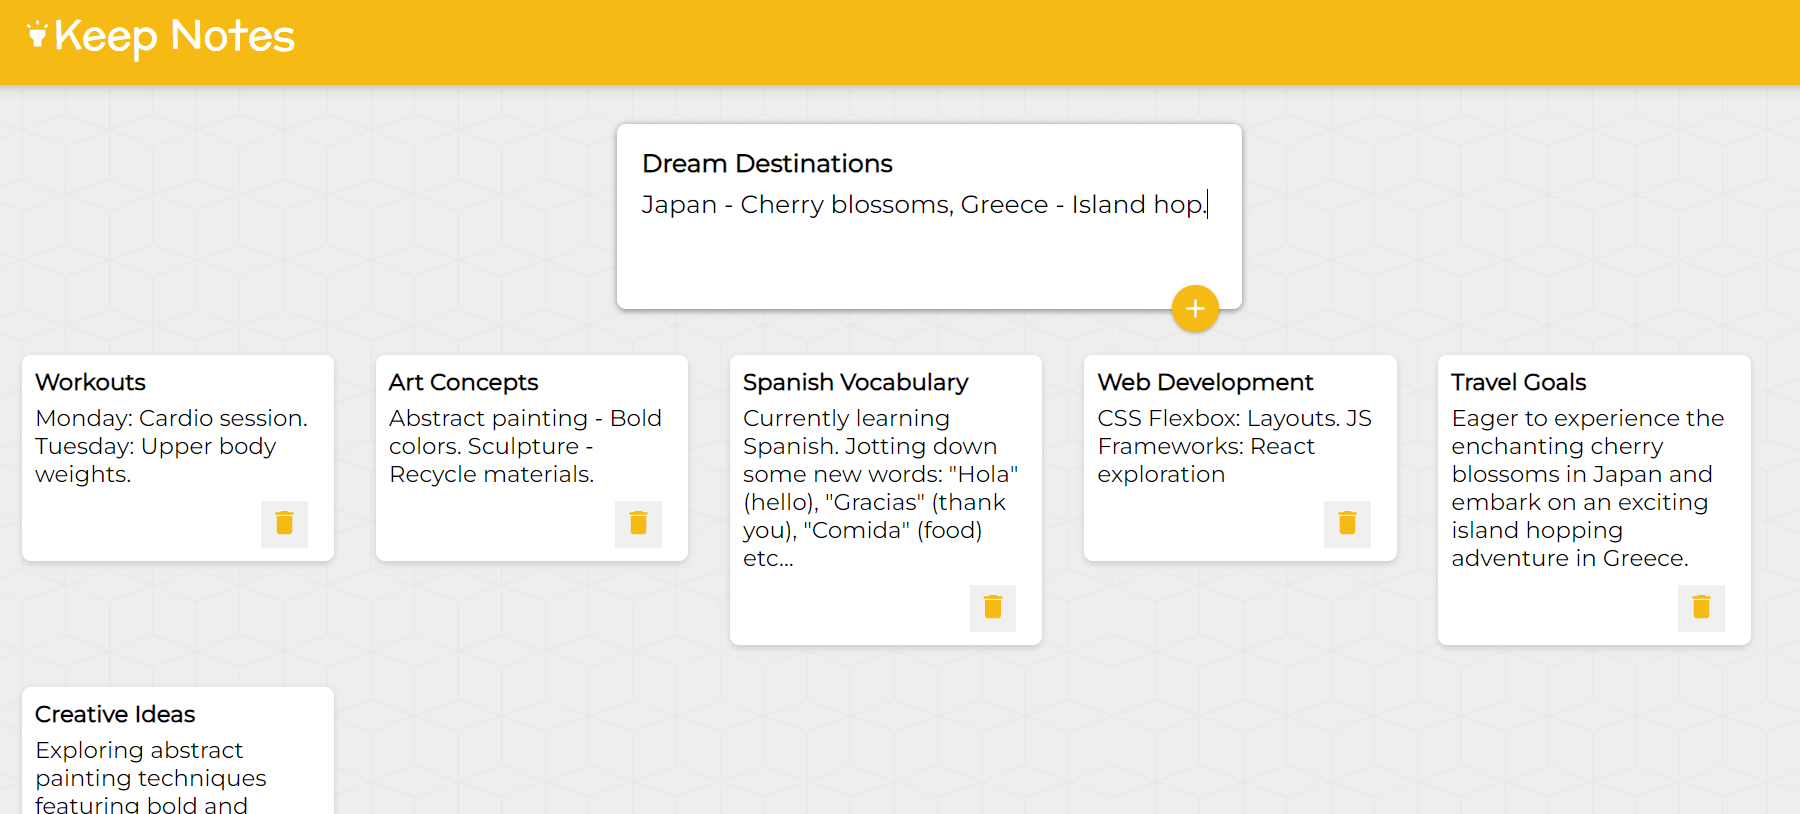 Keep Notes
Dream Destinations
Japan - Cherry blossoms, Greece - Island hop.
Workouts
Monday: Cardio session.
Tuesday: Upper body
weights.
Art Concepts
Abstract painting - Bold
colors. Sculpture -
Recycle materials.
Spanish Vocabulary
Currently learning
Spanish. Jotting down
some new words: "Hola"
(hello), "Gracias" (thank
you), "Comida" (food)
etc...
Web Development
CSS Flexbox: Layouts. JS
Frameworks: React
exploration
Travel Goals
Eager to experience the
enchanting cherry
blossoms in Japan and
embark on an exciting
island hopping
adventure in Greece.
Creative Ideas
Exploring abstract
painting techniques
featuring bold and